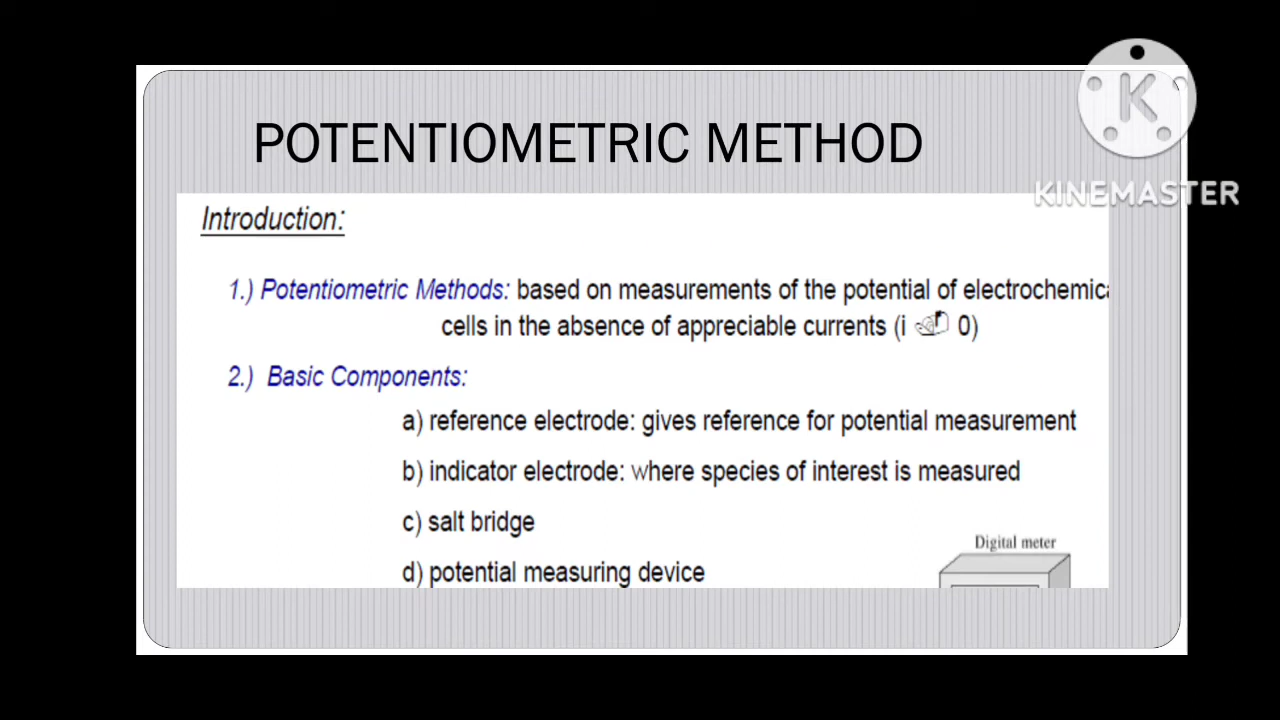 POTENTIOMETRIC METHOD
KINEMASTER
Introduction:
1.) Potentiometric Methods: based on measurements of the potential of electrochemica
cells in the absence of appreciable currents (i 0)
2.) Basic Components:
a) reference electrode: gives reference for potential measurement
b) indicator electrode: where species of interest is measured
c) salt bridge
Digital meter
d) potential measuring device